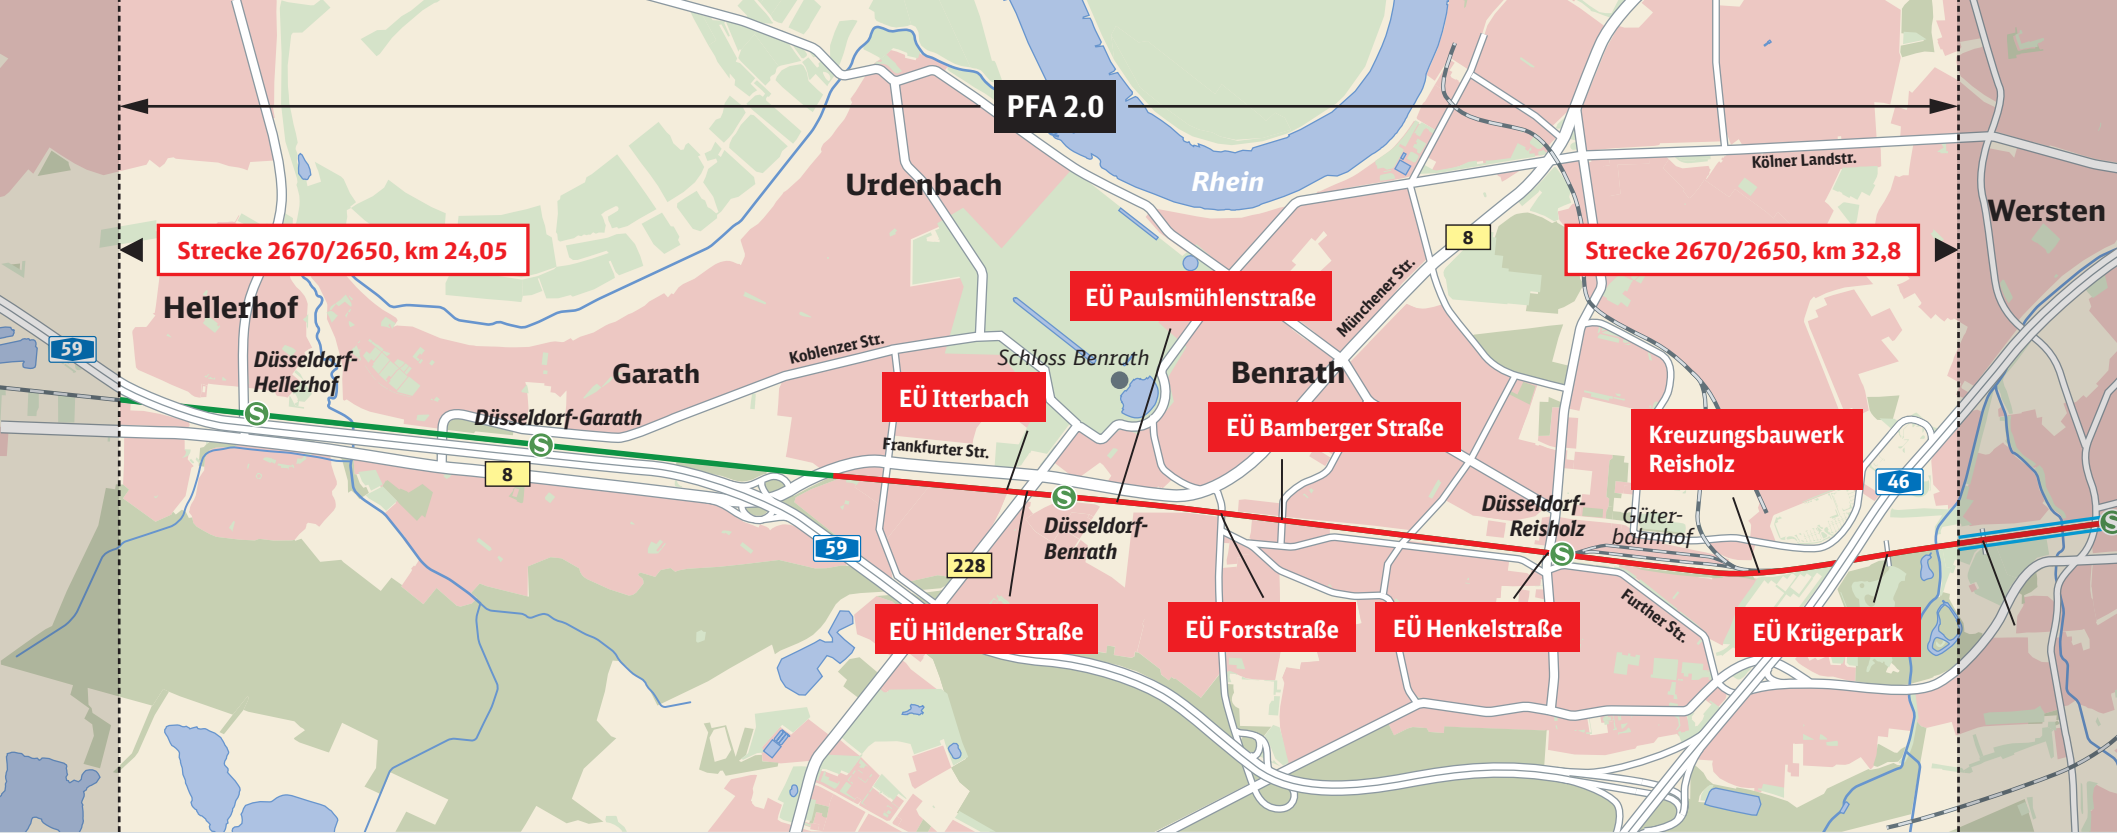 PFA 2.0
Kölner Landstr.
Urdenbach
Rhein
Wersten
8
Strecke 2670/2650, km 24,05
Strecke 2670/2650, km 32,8
Hellerhof
EÜ Paulsmühlenstraße
Münchener Str.
59
Düsseldorf-
Hellerhof
Garath
Koblenzer Str.
Schloss Benrath
Benrath
EÜ Itterbach
Düsseldorf-Garath
EÜ Bamberger Straße
Kreuzungsbauwerk
Reisholz
Frankfurter Str.
8
46
S
S
S
Düsseldorf-
Benrath
Düsseldorf-
Reisholz
Güter-
bahnhof
S
S
59
228
EÜ Hildener Straße
EÜ Forststraße
EÜ Henkelstraße
Further Str.
EÜ Krügerpark